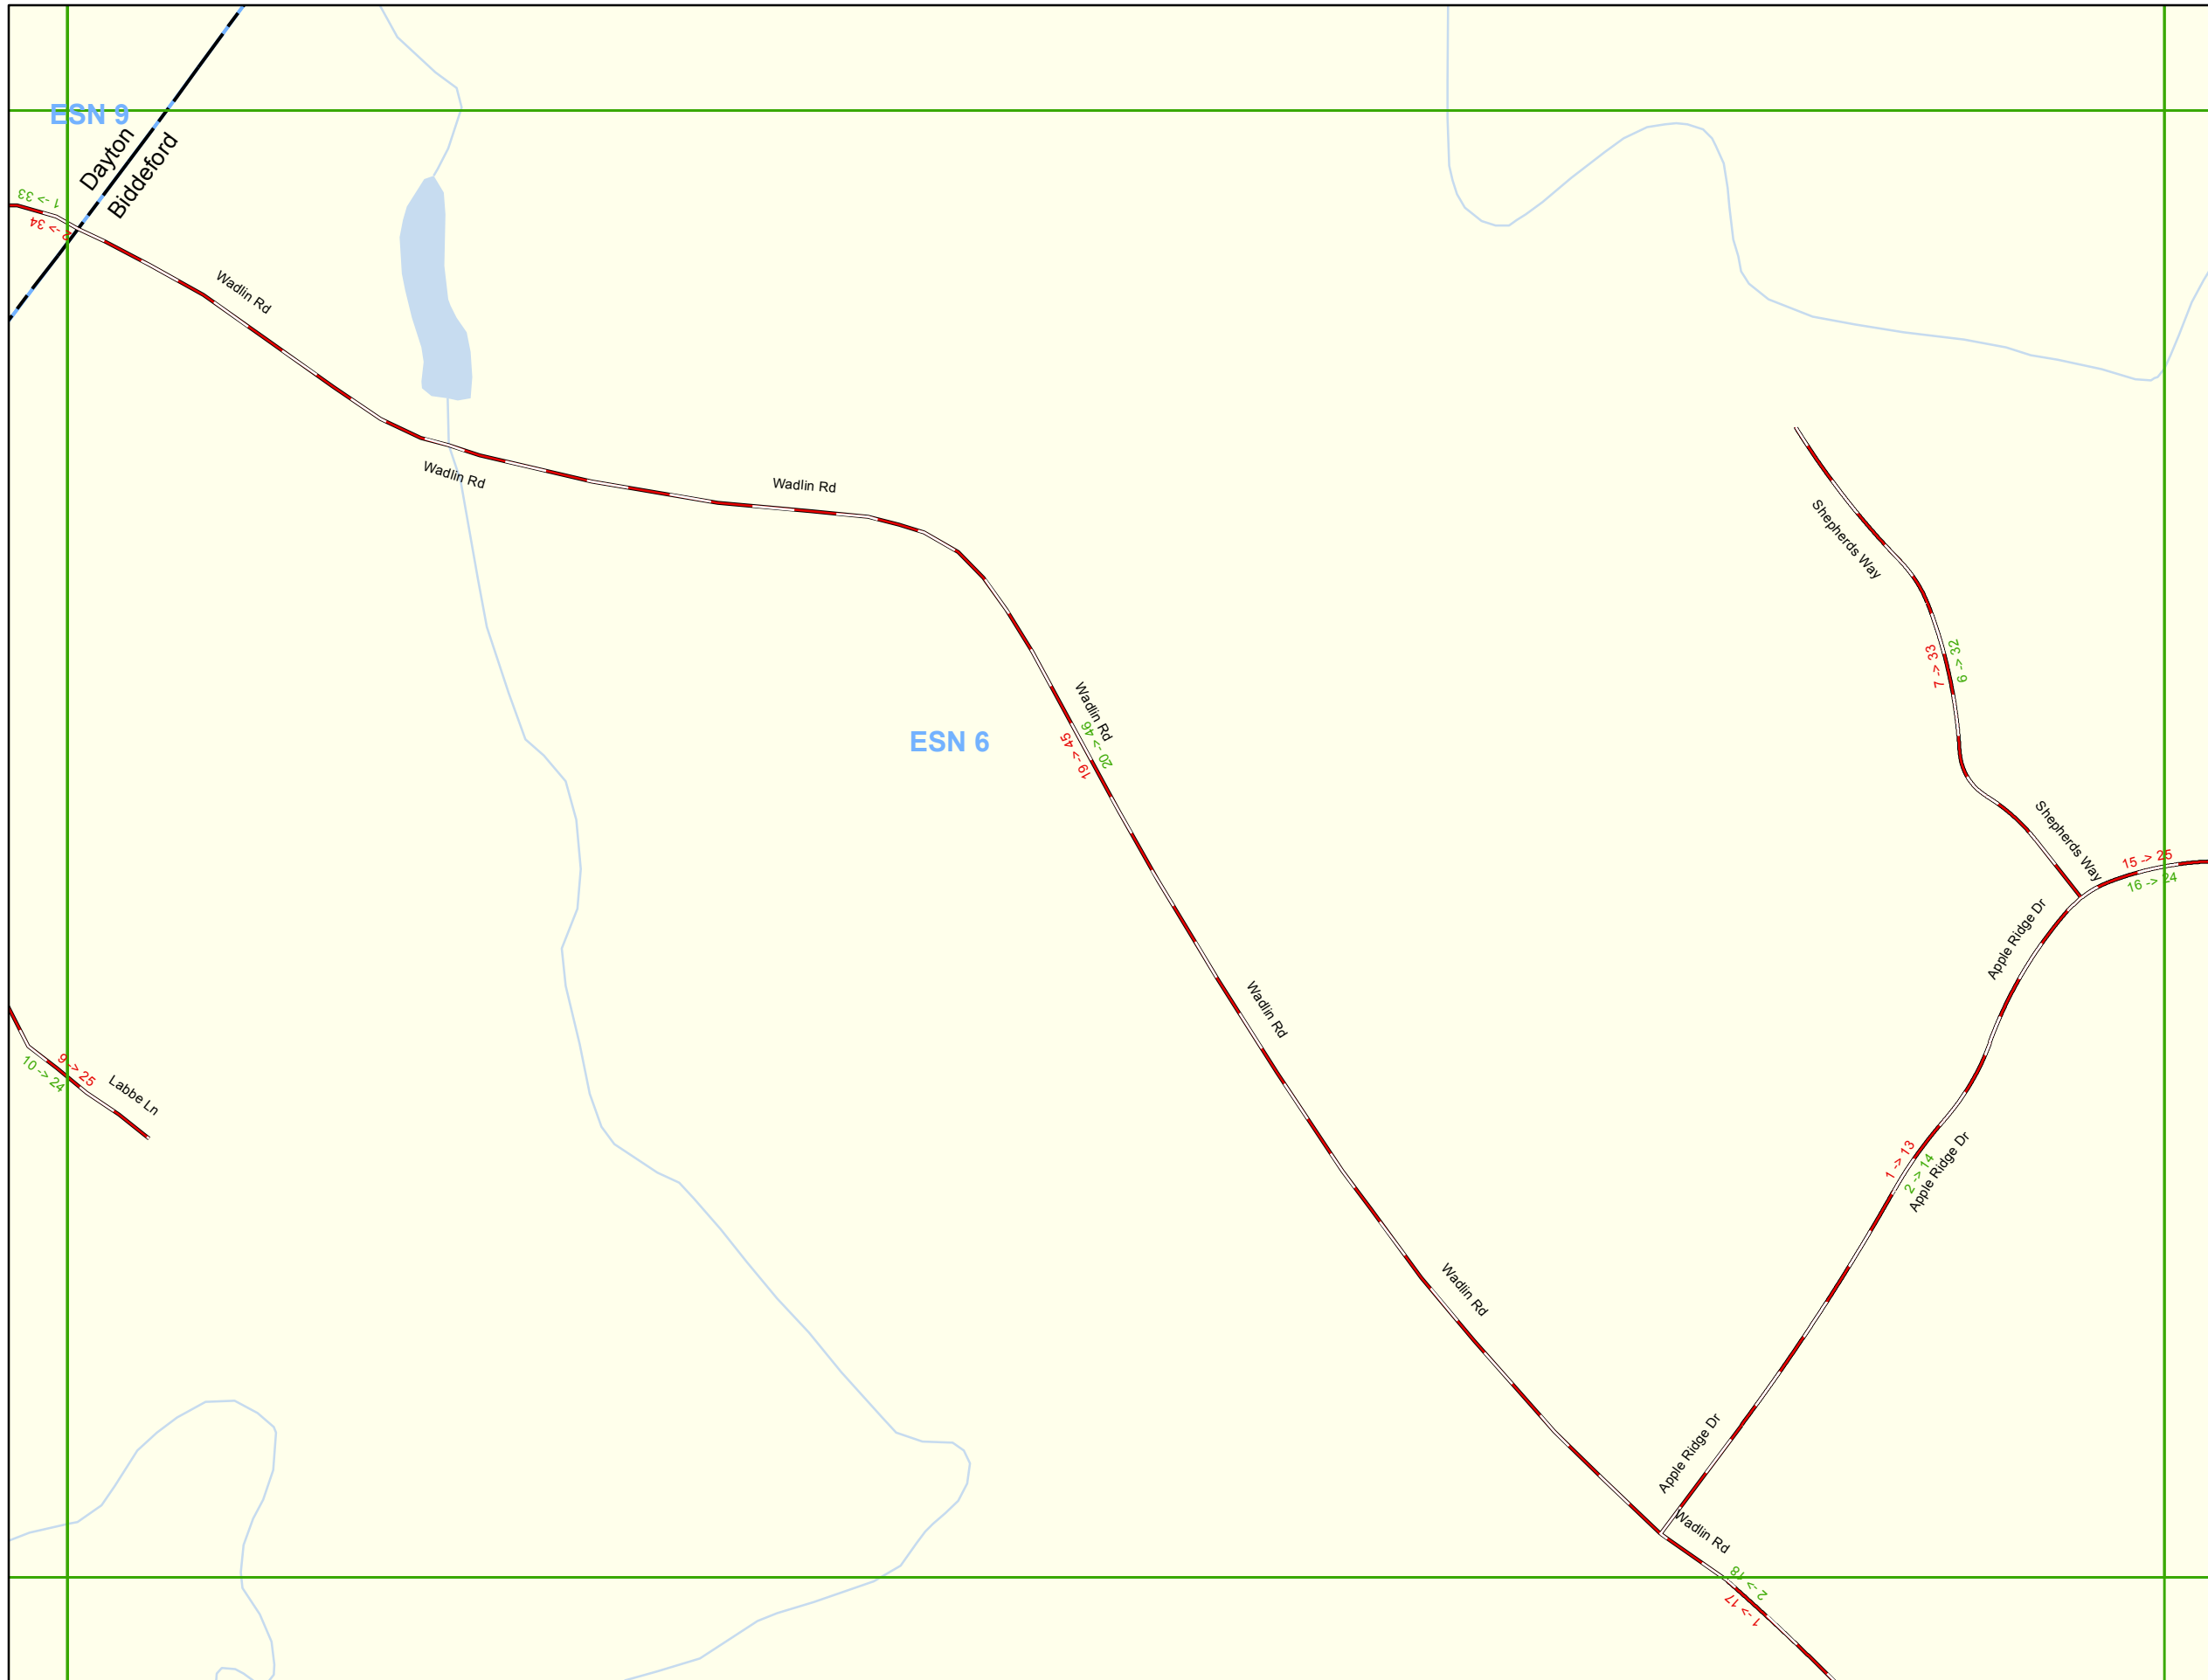 ESN 9
Dayton
Biddeford
1 -> 33
2 -> 34
Wadlin Rd
Wadlin Rd
Wadlin Rd
Shepherds Way
7 -> 33
6 -> 32
Wadlin Rd
20 -> 46
19 -> 45
ESN 6
Shepherds Way
15 -> 25
16 -> 24
Apple Ridge Dr
Wadlin Rd
9 -> 25
10 -> 24
Labbe Ln
1 -> 13
2 -> 14
Apple Ridge Dr
Wadlin Rd
Apple Ridge Dr
Wadlin Rd
2 -> 18
1 -> 17